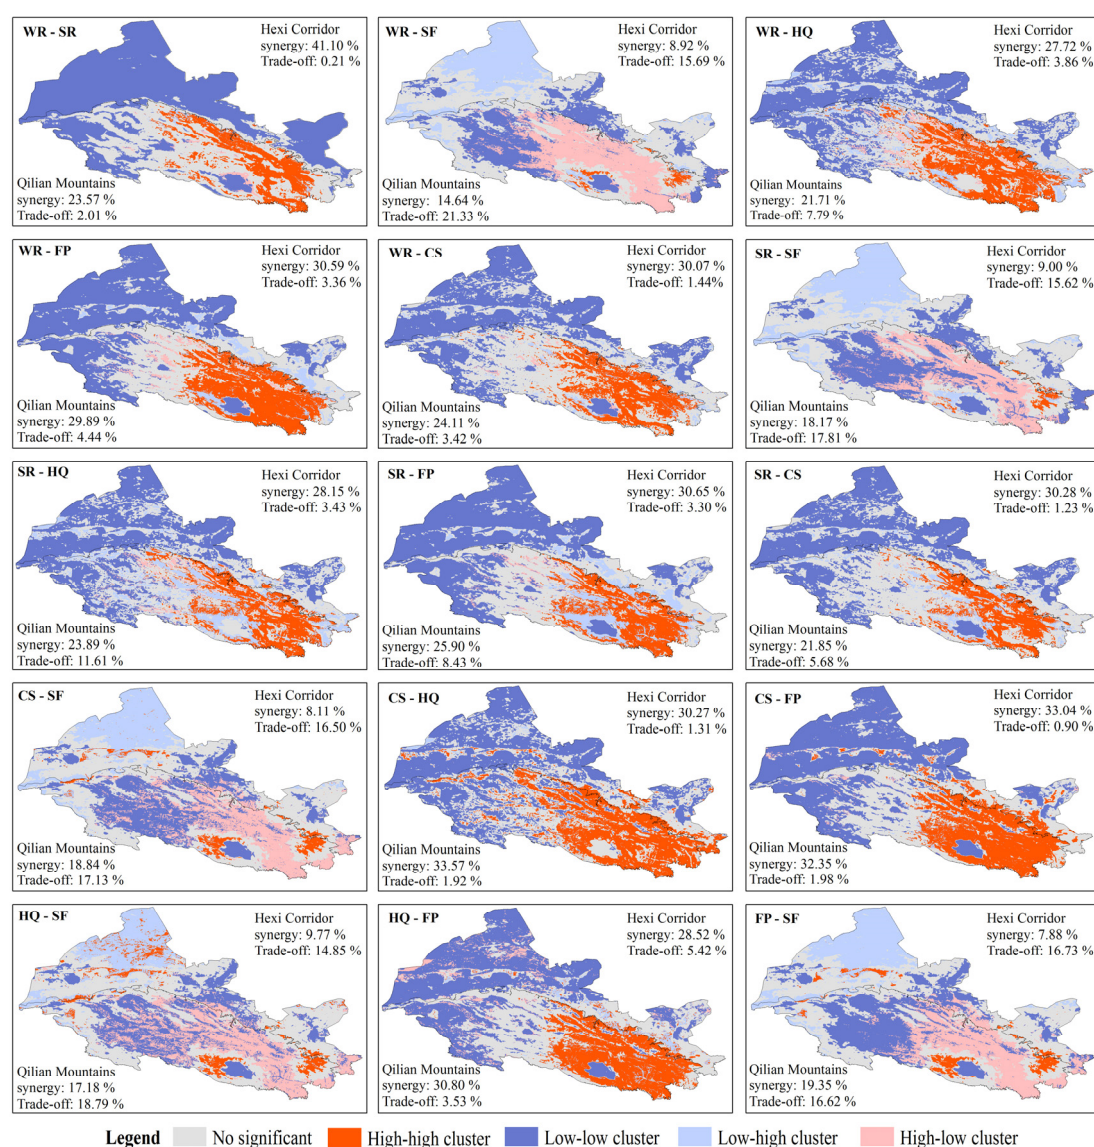 WR - SR
Hexi Corridor
synergy: 41.10 %
Trade-off: 0.21 %
Qilian Mountains
synergy: 23.57 %
Trade-off: 2.01 %
WR - SF
Hexi Corridor
synergy: 8.92 %
Trade-off: 15.69 %
Qilian Mountains
synergy: 14.64 %
Trade-off: 21.33 %
WR - HQ
Hexi Corridor
synergy: 27.72 %
Trade-off: 3.86 %
Qilian Mountains
synergy: 21.71 %
Trade-off: 7.79 %
WR - FP
Hexi Corridor
synergy: 30.59 %
Trade-off: 3.36 %
Qilian Mountains
synergy: 29.89 %
Trade-off: 4.44 %
WR - CS
Hexi Corridor
synergy: 30.07 %
Trade-off: 1.44%
Qilian Mountains
synergy: 24.11 %
Trade-off: 3.42 %
SR - SF
Hexi Corridor
synergy: 9.00 %
Trade-off: 15.62 %
Qilian Mountains
synergy: 18.17 %
Trade-off: 17.81 %
SR - HQ
Hexi Corridor
synergy: 28.15 %
Trade-off: 3.43 %
Qilian Mountains
synergy: 23.89 %
Trade-off: 11.61 %
SR - FP
Hexi Corridor
synergy: 30.65 %
Trade-off: 3.30 %
Qilian Mountains
synergy: 25.90 %
Trade-off: 8.43 %
SR - CS
Hexi Corridor
synergy: 30.28 %
Trade-off: 1.23 %
Qilian Mountains
synergy: 21.85 %
Trade-off: 5.68 %
CS - SF
Hexi Corridor
synergy: 8.11 %
Trade-off: 16.50 %
Qilian Mountains
synergy: 18.84 %
Trade-off: 17.13 %
CS - HQ
Hexi Corridor
synergy: 30.27 %
Trade-off: 1.31 %
Qilian Mountains
synergy: 33.57 %
Trade-off: 1.92 %
CS - FP
Hexi Corridor
synergy: 33.04 %
Trade-off: 0.90 %
Qilian Mountains
synergy: 32.35 %
Trade-off: 1.98 %
HQ - SF
Hexi Corridor
synergy: 9.77 %
Trade-off: 14.85 %
Qilian Mountains
synergy: 17.18 %
Trade-off: 18.79 %
HQ - FP
Hexi Corridor
synergy: 28.52 %
Trade-off: 5.42 %
Qilian Mountains
synergy: 30.80 %
Trade-off: 3.53 %
FP - SF
Hexi Corridor
synergy: 7.88 %
Trade-off: 16.73 %
Qilian Mountains
synergy: 19.35 %
Trade-off: 16.62 %
Legend No significant High-high cluster Low-low cluster Low-high cluster High-low cluster